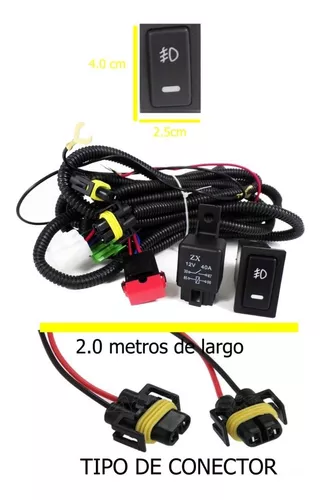 4.0 cm
2.5cm
ZX
12V 40A
2.0 metros de largo
TIPO DE CONECTOR